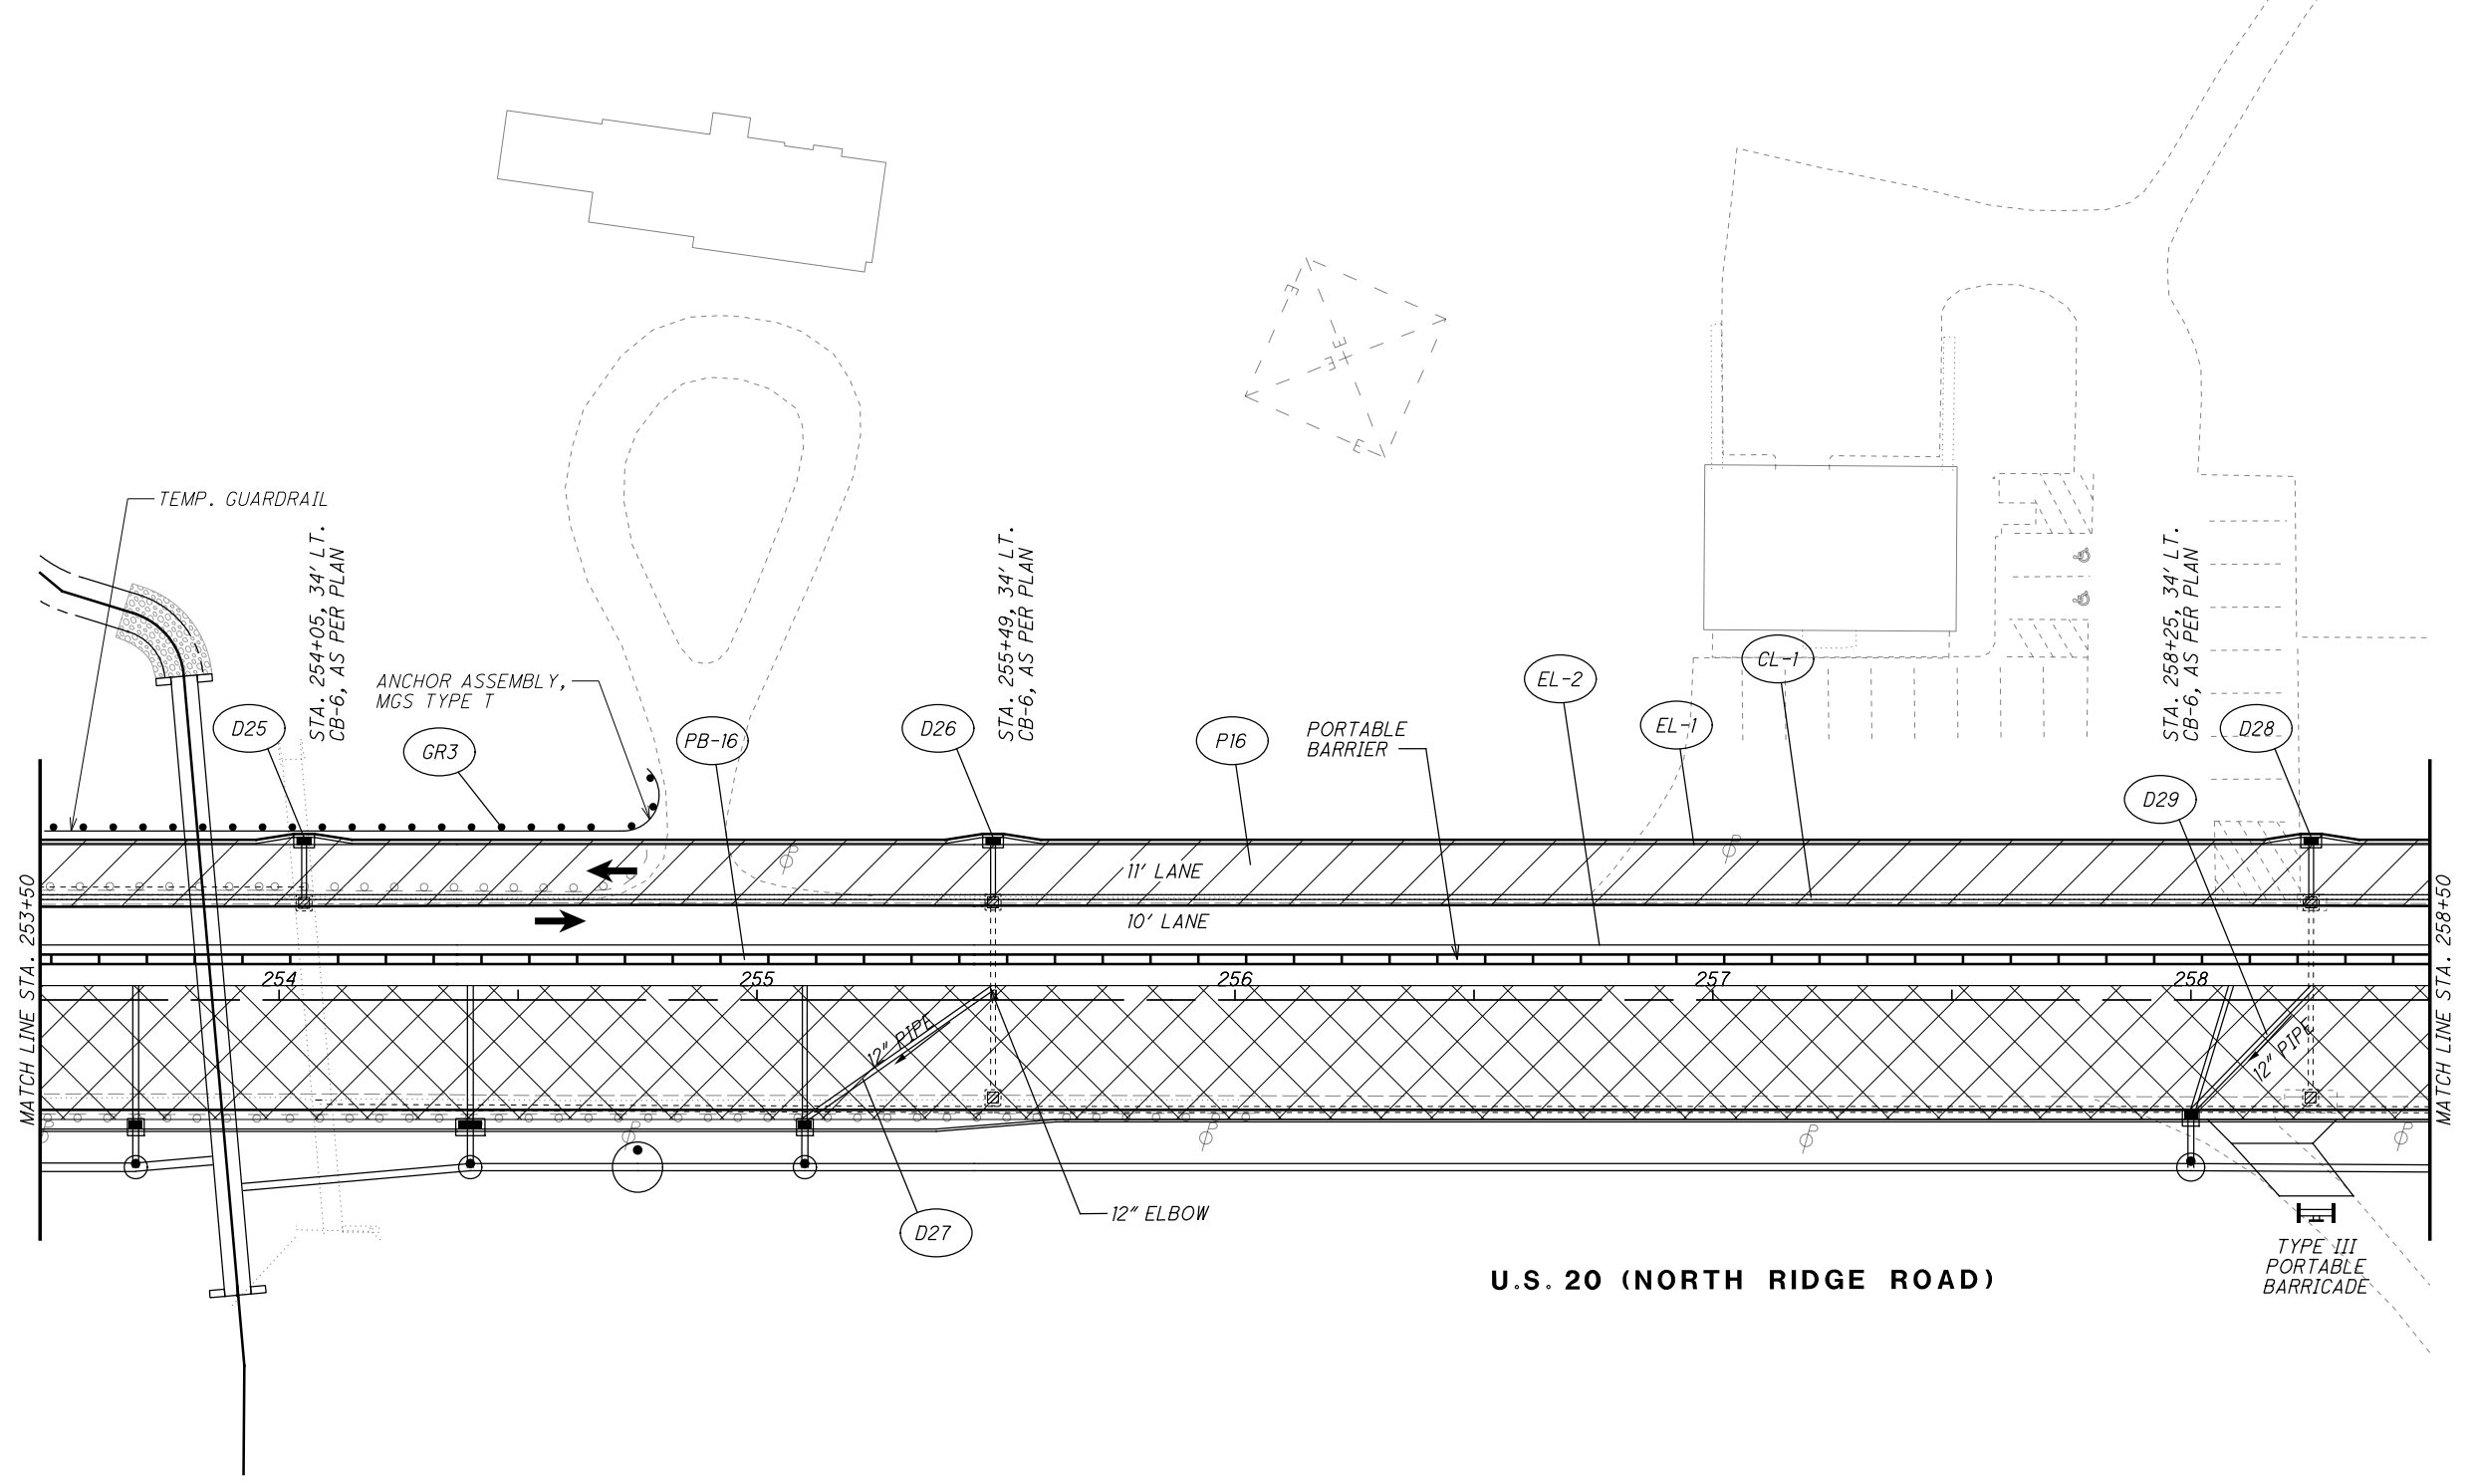 E
E
E
E
TEMP. GUARDRAIL
STA. 254+05, 34' LT.
CB-6, AS PER PLAN
STA. 255+49, 34' LT.
CB-6, AS PER PLAN
STA. 258+25, 34' LT.
CB-6, AS PER PLAN
ANCHOR ASSEMBLY,
MGS TYPE T
D25
GR3
PB-16
D26
P16
PORTABLE
BARRIER
EL-2
EL-1
CL-1
D28
D29
MATCH LINE STA. 253+50
11' LANE
10' LANE
254
255
256
257
258
12" PIPA
12" PIPE
P
P
P
P
P
P
P
MATCH LINE STA. 258+50
D27
12" ELBOW
U.S. 20 (NORTH RIDGE ROAD)
TYPE III
PORTABLE
BARRICADE